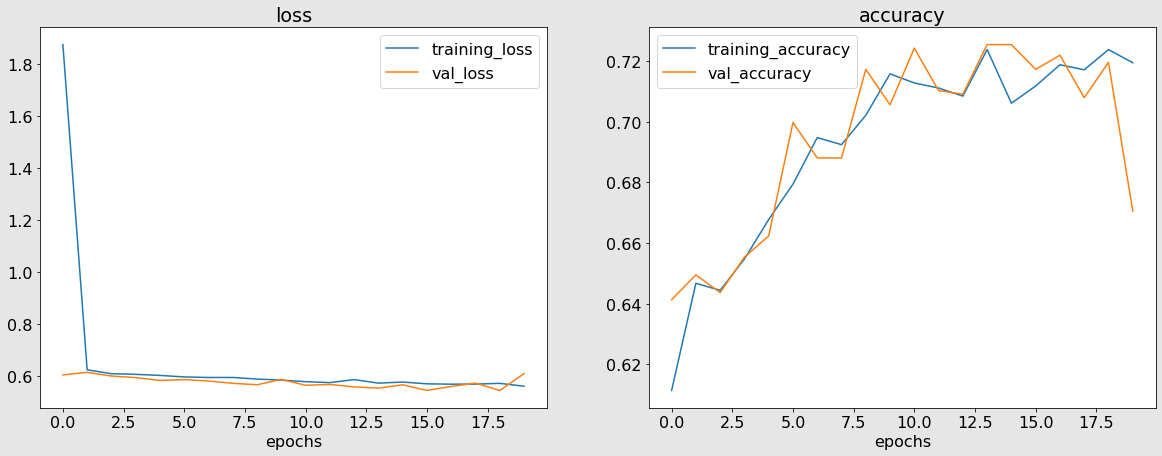 loss
training_loss
val_loss
1.8
1.6
1.4
1.2
1.0
0.8
0.6
0.0 2.5 5.0 7.5 10.0 12.5 15.0 17.5
epochs
accuracy
training_accuracy
val_accuracy
0.72
0.70
0.68
0.66
0.64
0.62
0.0 2.5 5.0 7.5 10.0 12.5 15.0 17.5
epochs